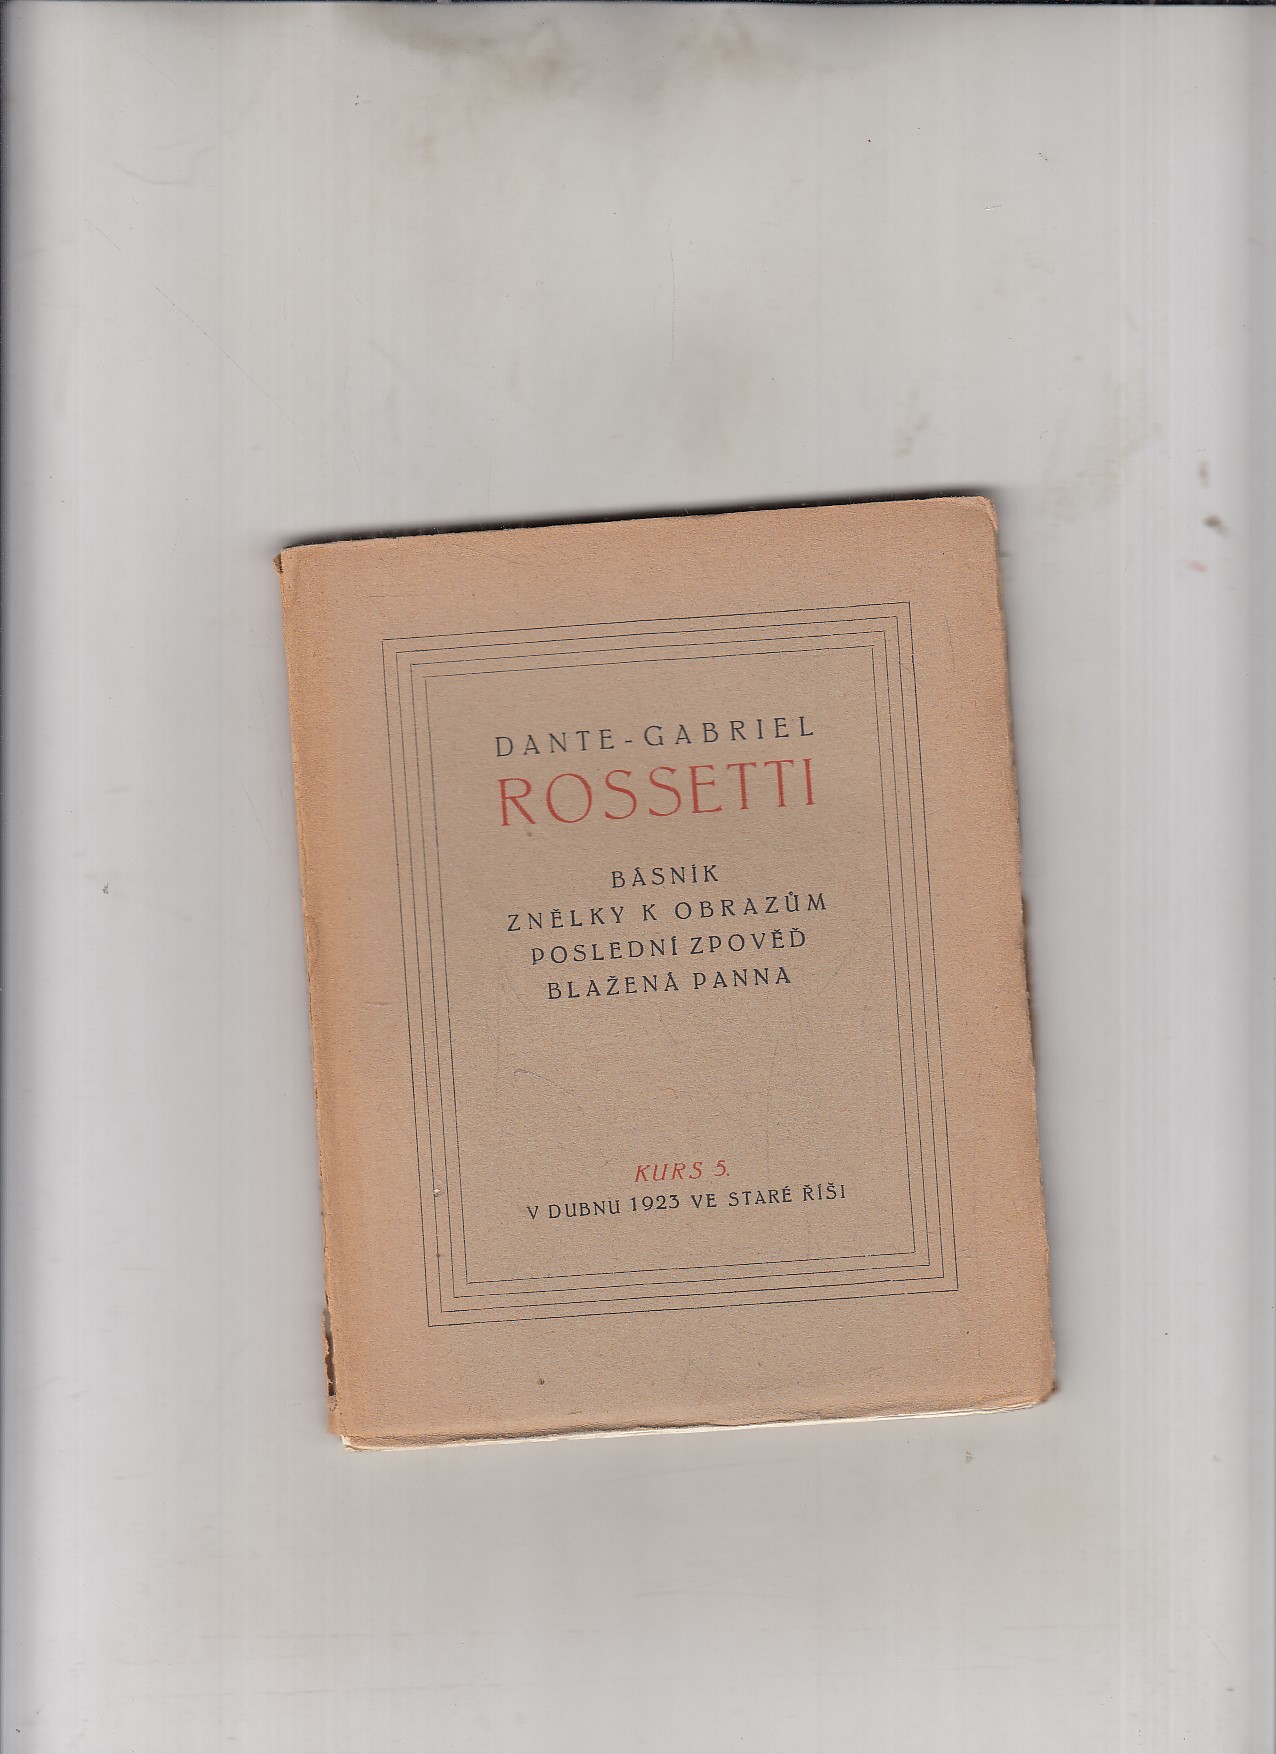 DANTE-GABRIEL
ROSSETTI
BÁSNÍK
ZNĚLKY K OBRAZŮM
POSLEDNÍ ZPOVĚĎ
BLAŽENÁ PANNA
KURS 5.
V DUBNU 1923 VE STARÉ ŘÍŠI